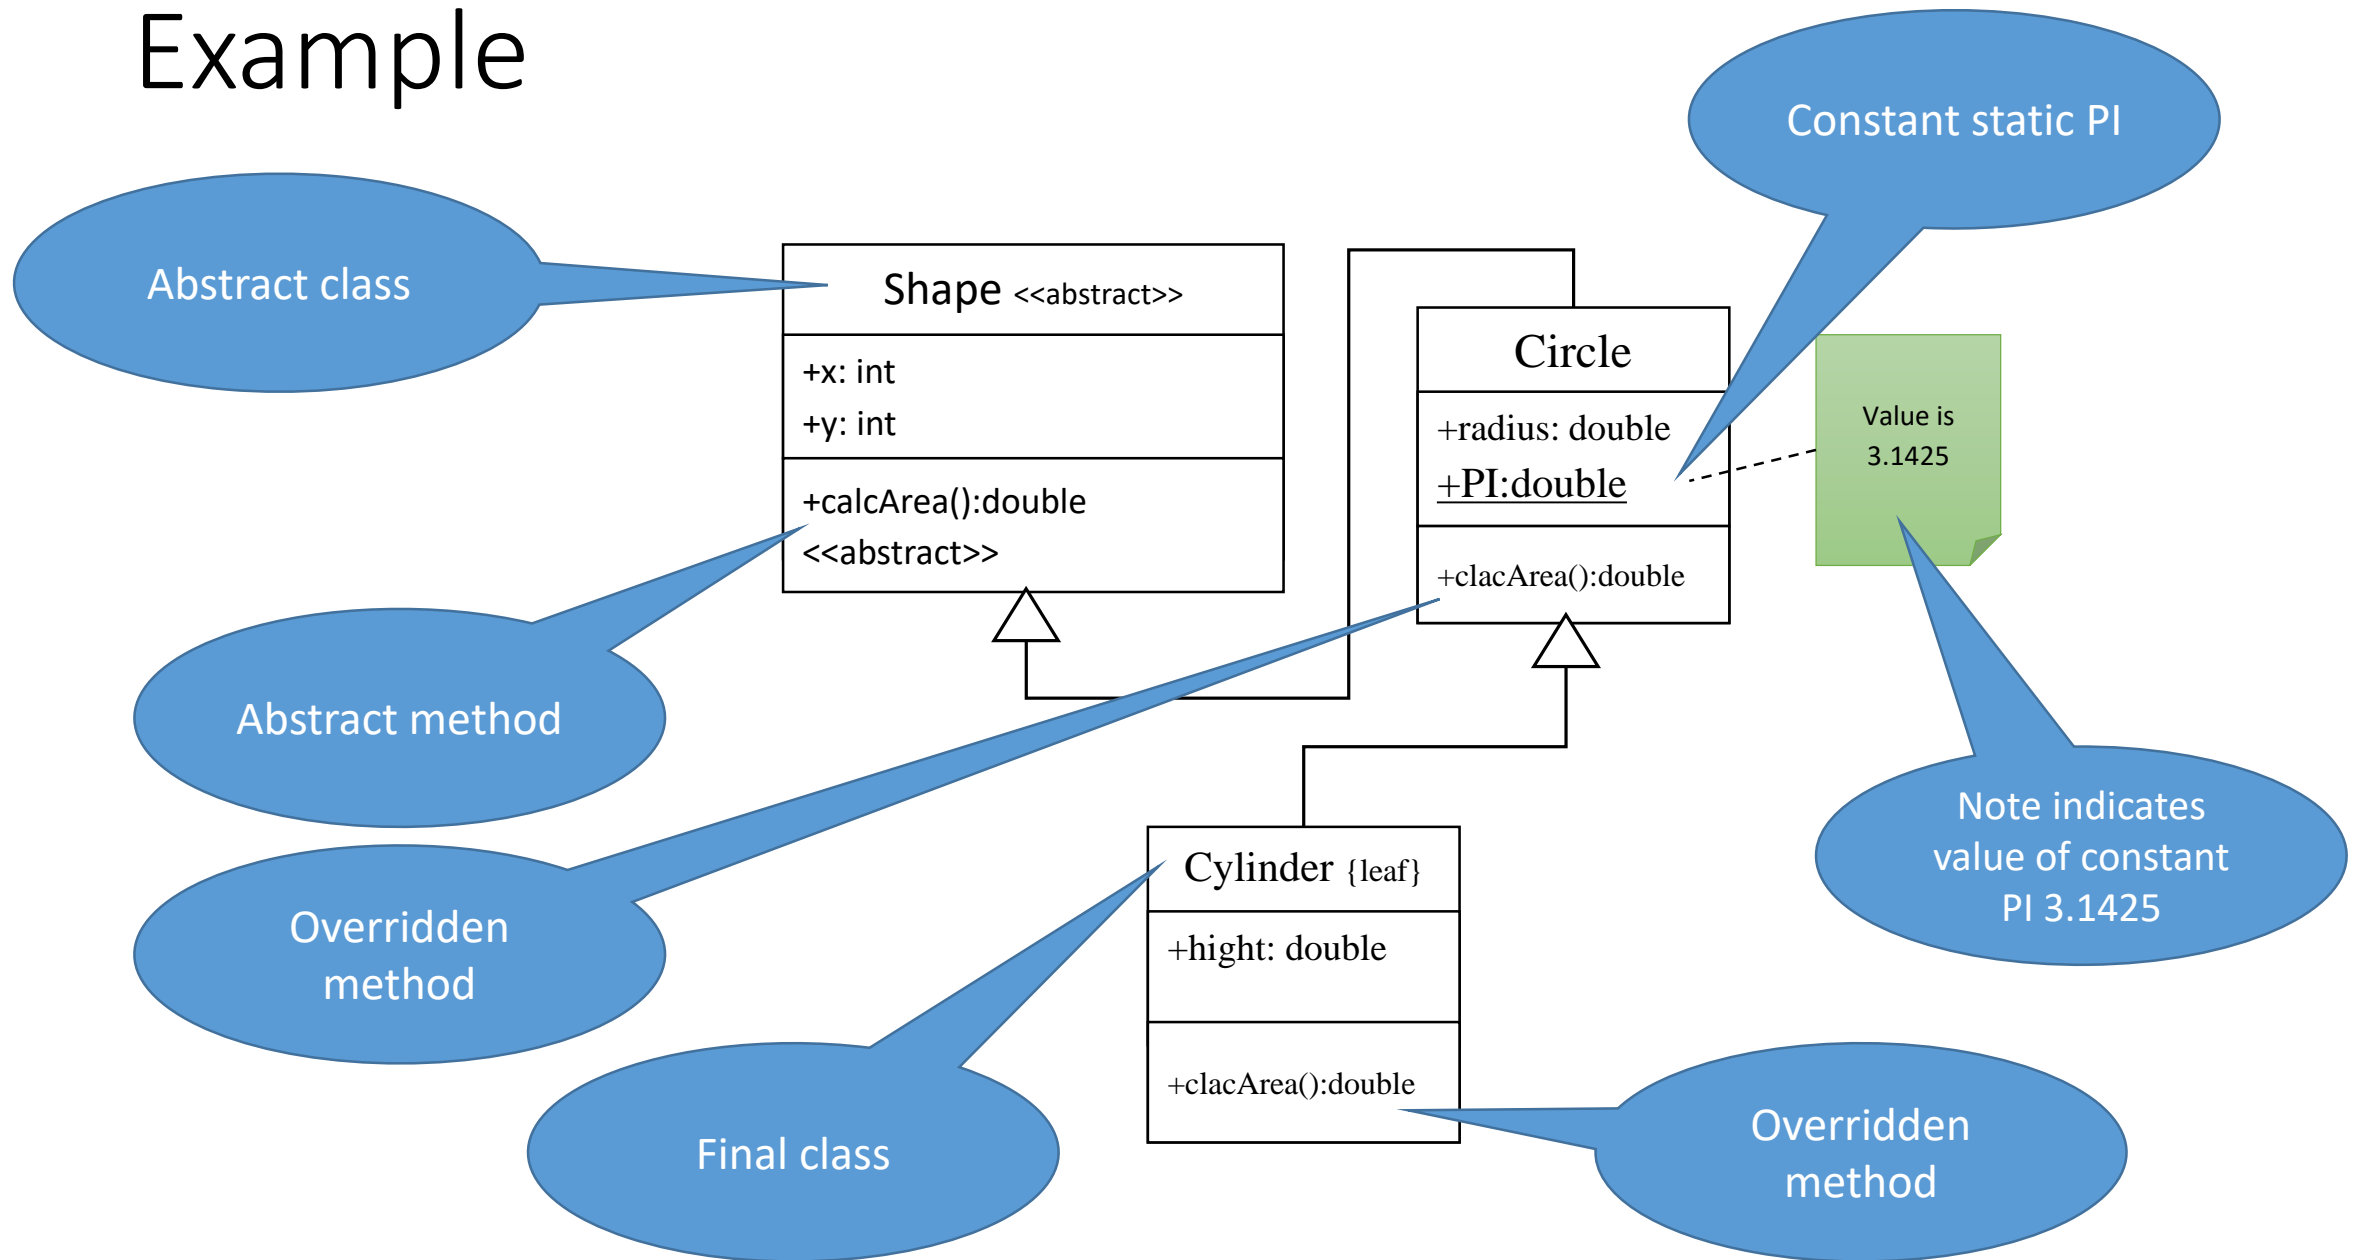 Example
Constant static PI
Abstract class
Shape <<abstract>>
+x: int
+y: int
+calcArea():double
<<abstract>>
Circle
+radius: double
+PI:double
+clacArea():double
Value is
3.1425
Abstract method
Note indicates
value of constant
PI 3.1425
Overridden
method
Cylinder {leaf}
+hight: double
+clacArea():double
Final class
Overridden
method